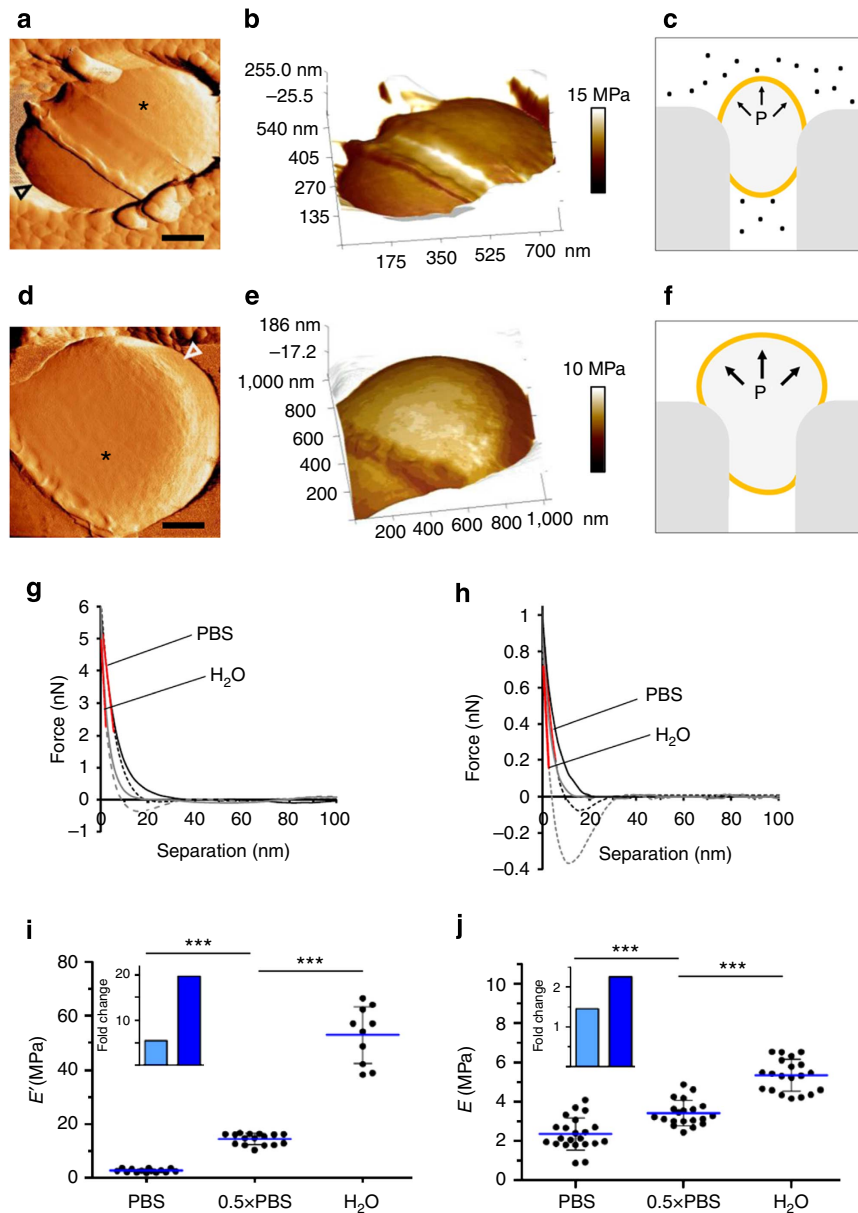 a
*
b
255.0 nm
–25.5
540 nm
405
270
135
175 350 525 700 nm
15 MPa
c
P
d
*
e
186 nm
–17.2
1,000 nm
800
600
400
200
200 400 600 800 1,000 nm
10 MPa
f
P
g
6
5
4
3
2
1
0
–1
Force (nN)
PBS
H₂O
0 20 40 60 80 100
Separation (nm)
h
1
0.8
0.6
0.4
0.2
0
–0.2
–0.4
Force (nN)
PBS
H₂O
0 20 40 60 80 100
Separation (nm)
i
80
60
40
20
0
E′(MPa)
20
10
Fold change
***
***
PBS 0.5×PBS H₂O
j
10
8
6
4
2
0
E (MPa)
2
1
Fold change
***
***
PBS 0.5×PBS H₂O